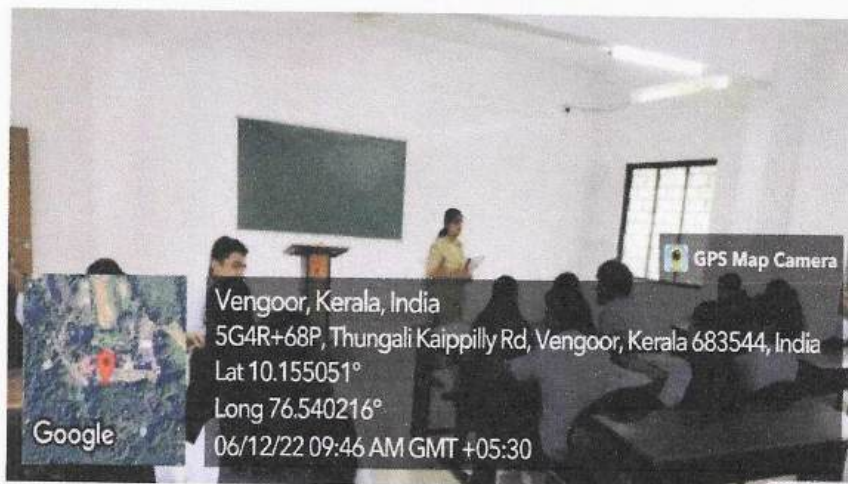 GPS Map Camera
Vengoor, Kerala, India
5G4R+68P, Thungali Kaippilly Rd, Vengoor, Kerala 683544, India
Lat 10.155051°
Long 76.540216°
06/12/22 09:46 AM GMT +05:30
Google